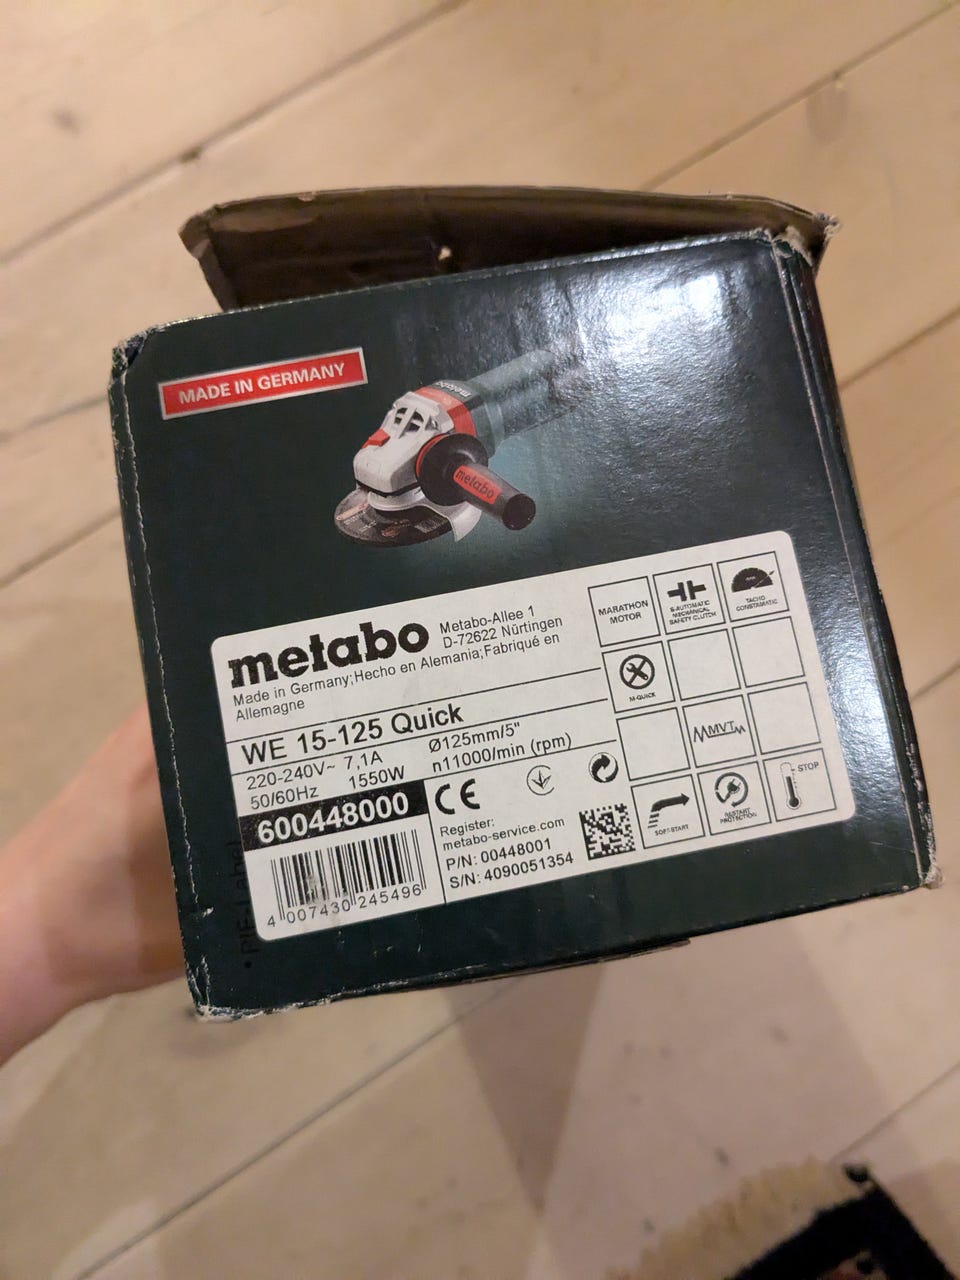 MADE IN GERMANY
metabo
metabo
metabo
Metabo-Allee 1
D-72622 Nürtingen
Made in Germany;Hecho en Alemania;Fabriqué en
Allemagne
WE 15-125 Quick
220-240V~ 7,1A
50/60Hz 1550W
Ø125mm/5"
n11000/min (rpm)
600448000
CE
Register:
metabo-service.com
P/N: 00448001
S/N: 4090051354
4 007430 245496
MARATHON
MOTOR
S-AUTOMATIC
MECHANICAL
SAFETY CLUTCH
TACHO
CONSTAMATIC
M-QUICK
MVT
SOFT-START
RESTART
PROTECTION
STOP